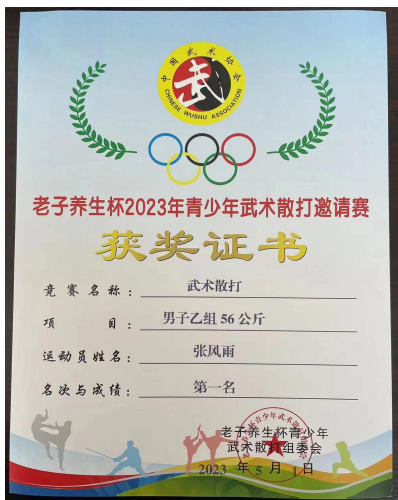 中国武术协会
CHINESE WUSHU ASSOCIATION
武
老子养生杯2023年青少年武术散打邀请赛
获奖证书
竞赛名称：武术散打
项目：男子乙组56公斤
运动员姓名：张风雨
名次与成绩：第一名
老子养生杯青少年
武术散打组委会
2023年5月1日